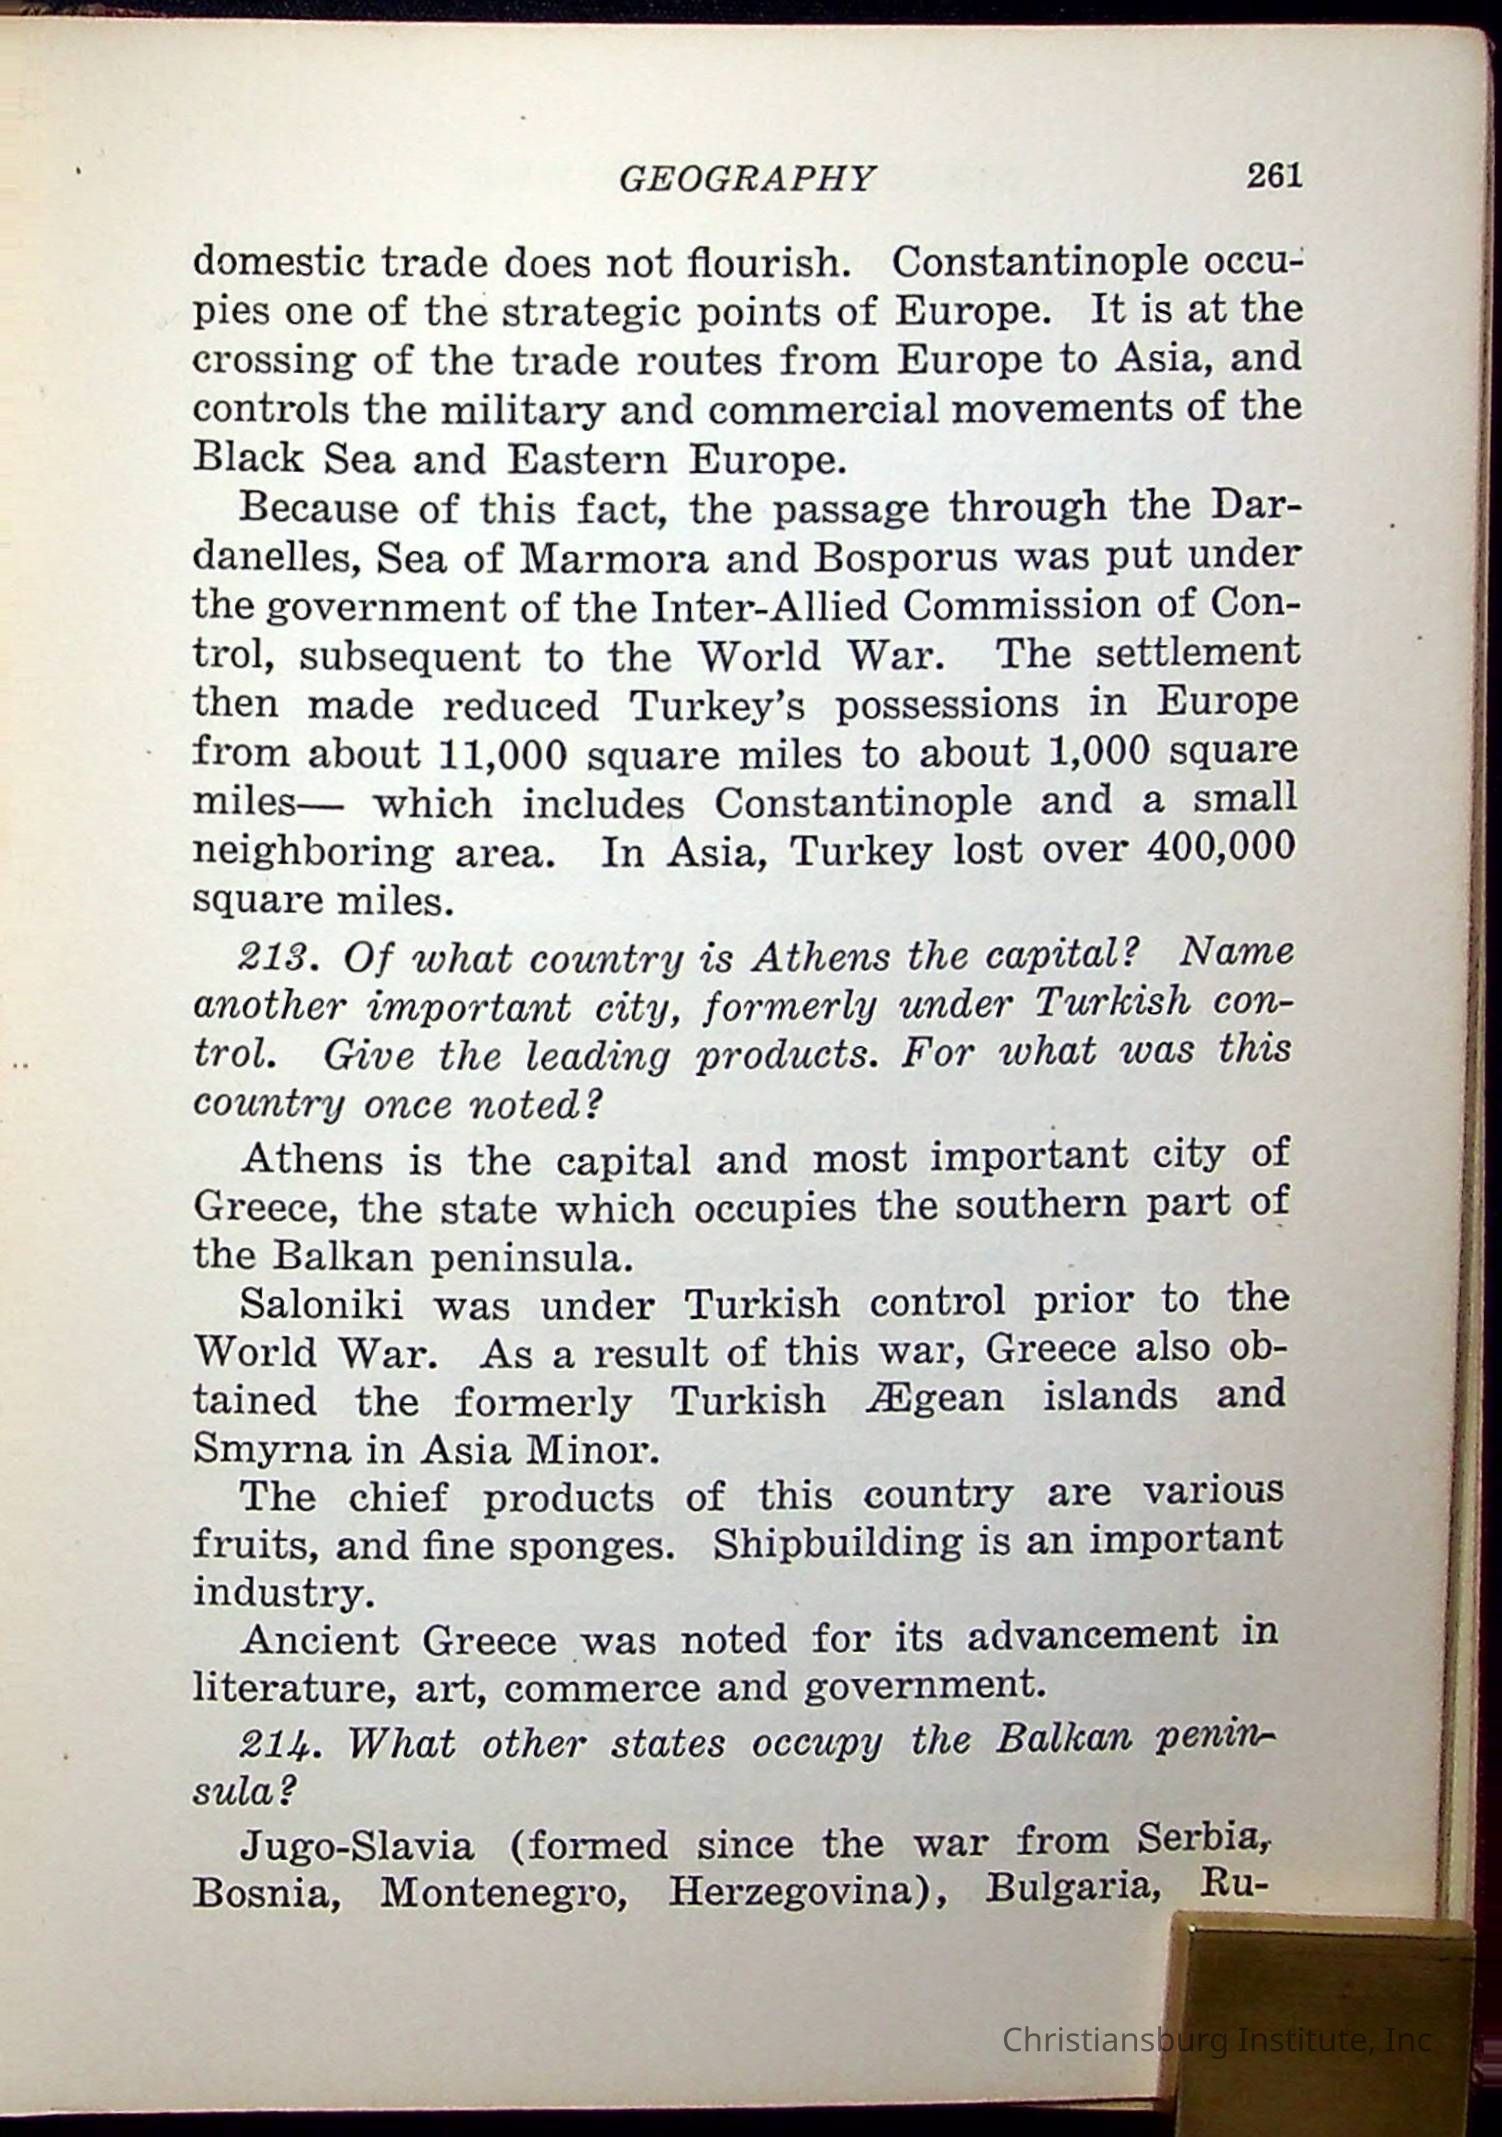 GEOGRAPHY 261
domestic trade does not flourish. Constantinople occu-
pies one of the strategic points of Europe. It is at the
crossing of the trade routes from Europe to Asia, and
controls the military and commercial movements of the
Black Sea and Eastern Europe.
Because of this fact, the passage through the Dar-
danelles, Sea of Marmora and Bosporus was put under
the government of the Inter-Allied Commission of Con-
trol, subsequent to the World War. The settlement
then made reduced Turkey's possessions in Europe
from about 11,000 square miles to about 1,000 square
miles— which includes Constantinople and a small
neighboring area. In Asia, Turkey lost over 400,000
square miles.
213. Of what country is Athens the capital? Name
another important city, formerly under Turkish con-
trol. Give the leading products. For what was this
country once noted?
Athens is the capital and most important city of
Greece, the state which occupies the southern part of
the Balkan peninsula.
Saloniki was under Turkish control prior to the
World War. As a result of this war, Greece also ob-
tained the formerly Turkish Ægean islands and
Smyrna in Asia Minor.
The chief products of this country are various
fruits, and fine sponges. Shipbuilding is an important
industry.
Ancient Greece was noted for its advancement in
literature, art, commerce and government.
214. What other states occupy the Balkan penin-
sula?
Jugo-Slavia (formed since the war from Serbia,
Bosnia, Montenegro, Herzegovina), Bulgaria, Ru-
Christiansburg Institute, Inc